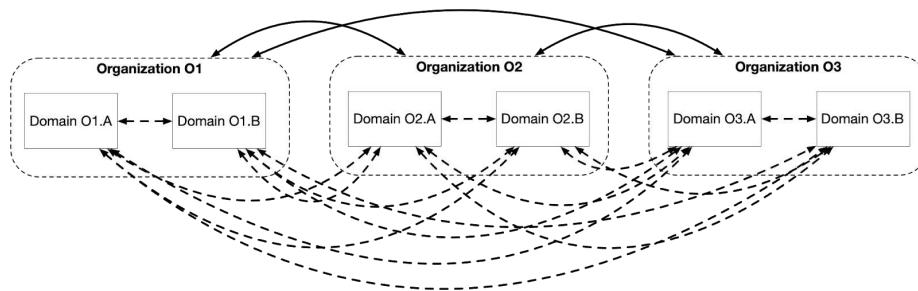 Organization O1
Organization O2
Organization O3
Domain O1.A
Domain O1.B
Domain O2.A
Domain O2.B
Domain O3.A
Domain O3.B